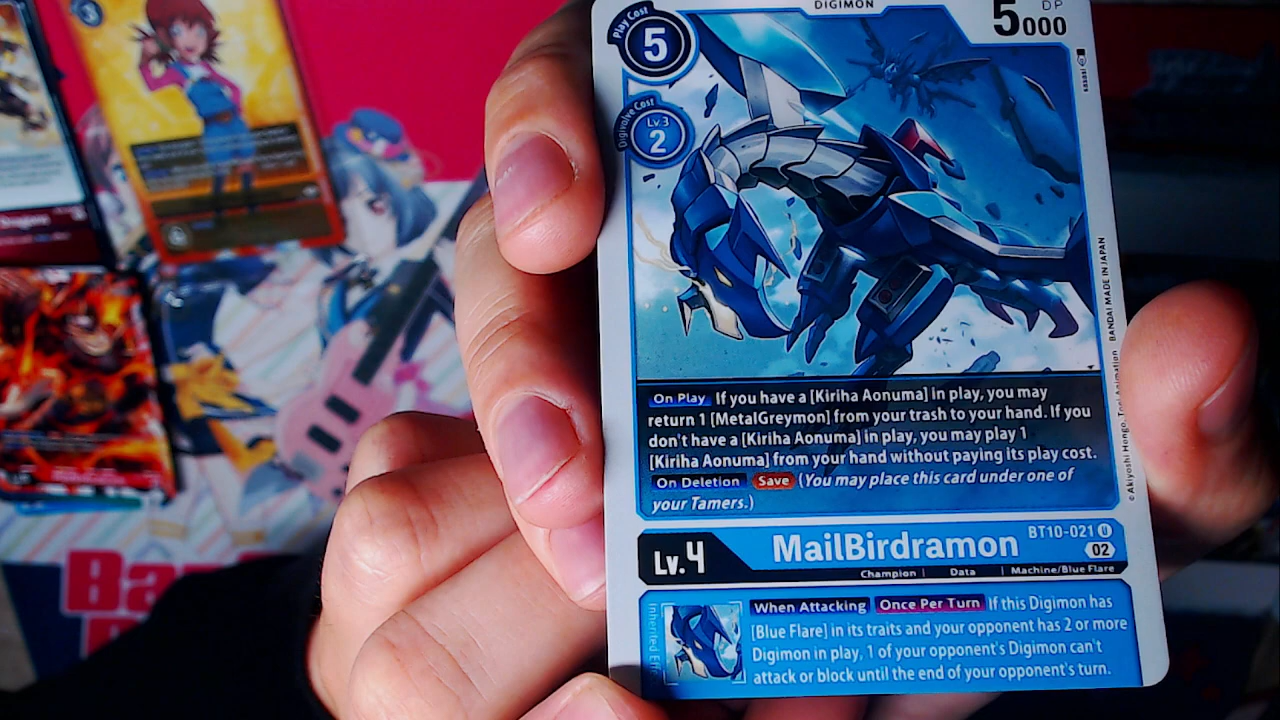 DIGIMON
Play Cost
5
DP
5000
Digivolve Cost
Lv.3
2
sasasi
BANDAI MADE IN JAPAN
© Akiyoshi Hongo, Toei Animation
On Play If you have a [Kiriha Aonuma] in play, you may
return 1 [MetalGreymon] from your trash to your hand. If you
don't have a [Kiriha Aonuma] in play, you may play 1
[Kiriha Aonuma] from your hand without paying its play cost.
On Deletion Save (You may place this card under one of
your Tamers.)
BT10-021 U
Lv.4 MailBirdramon 02
Champion | Data | Machine/Blue Flare
When Attacking Once Per Turn If this Digimon has
[Blue Flare] in its traits and your opponent has 2 or more
Digimon in play, 1 of your opponent's Digimon can't
attack or block until the end of your opponent's turn.
Inherited Effe
3
Ba